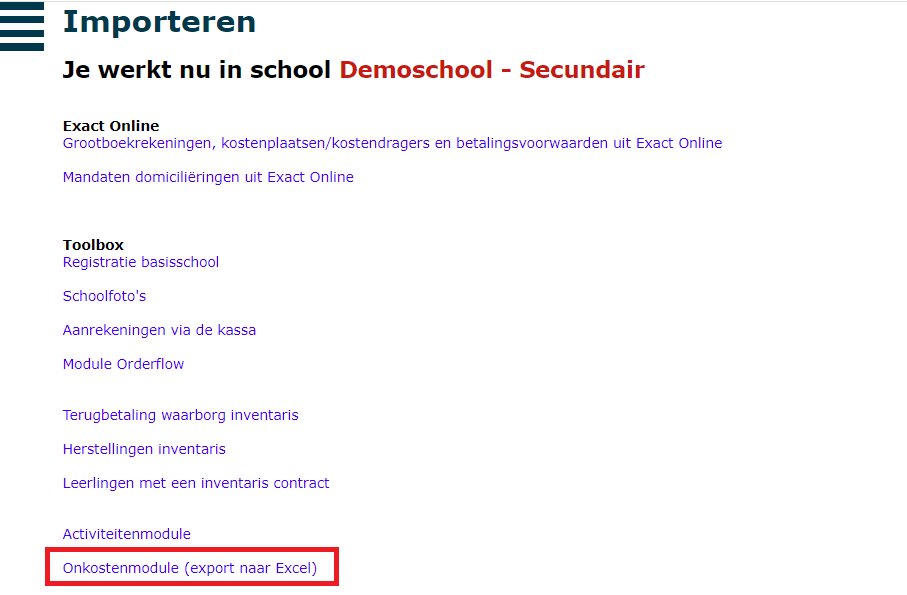 Importeren
Je werkt nu in school Demoschool - Secundair
Exact Online
Grootboekrekeningen, kostenplaatsen/kostendragers en betalingsvoorwaarden uit Exact Online
Mandaten domiciliëringen uit Exact Online
Toolbox
Registratie basisschool
Schoolfoto's
Aanrekeningen via de kassa
Module Orderflow
Terugbetaling waarborg inventaris
Herstellingen inventaris
Leerlingen met een inventaris contract
Activiteitenmodule
Onkostenmodule (export naar Excel)